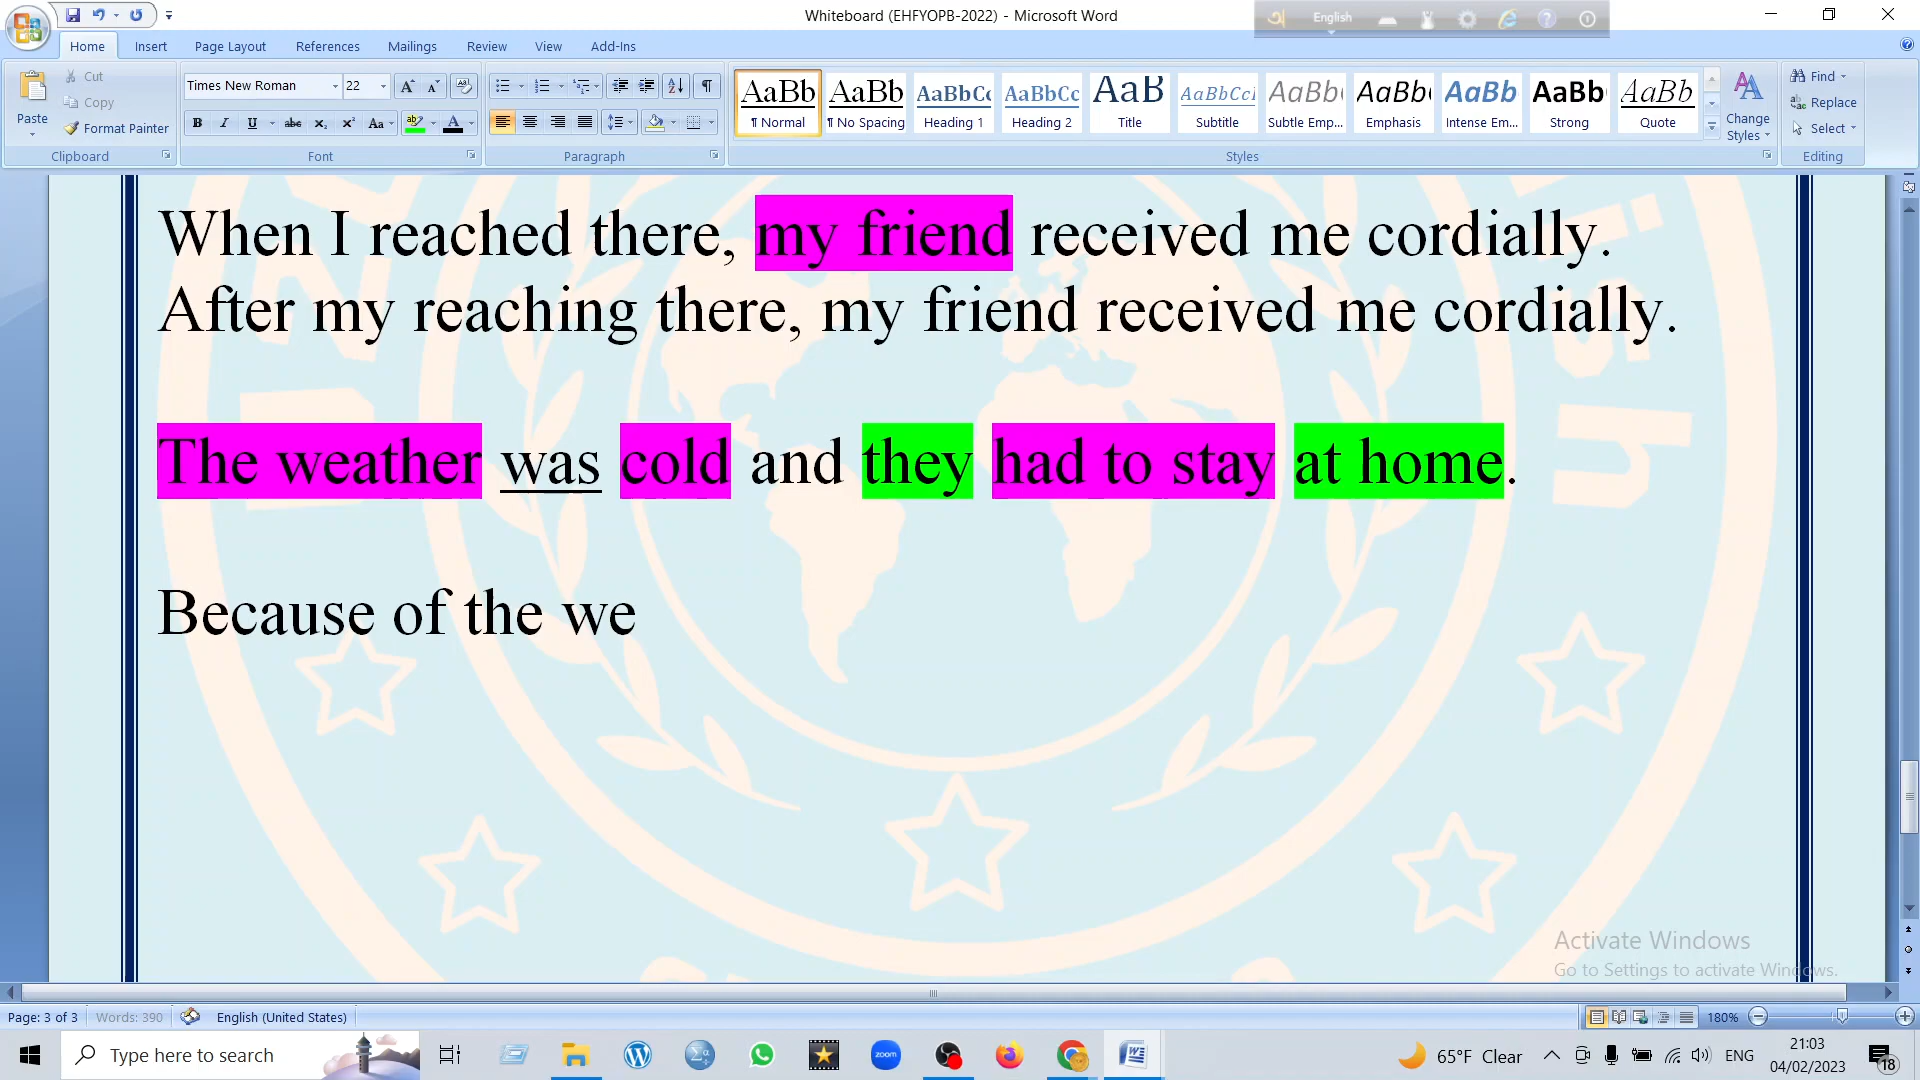 Whiteboard (EHFYOPB-2022) - Microsoft Word
English
Home Insert Page Layout References Mailings Review View Add-Ins
Paste
Cut
Copy
Format Painter
Clipboard
Times New Roman 22
Font
Paragraph
AaBb AaBb AaBbCc AaBbCc AaB AaBbCcI AaBb AaBb AaBb AaBb AaBb
¶ Normal ¶ No Spacing Heading 1 Heading 2 Title Subtitle Subtle Emp... Emphasis Intense Em... Strong Quote
Change Styles
Styles
Find
Replace
Select
Editing
When I reached there, my friend received me cordially.
After my reaching there, my friend received me cordially.
The weather was cold and they had to stay at home.
Because of the we
Activate Windows
Go to Settings to activate Windows.
Page: 3 of 3 Words: 390 English (United States) 180%
Type here to search
zoom
65°F Clear
ENG
21:03
04/02/2023
18